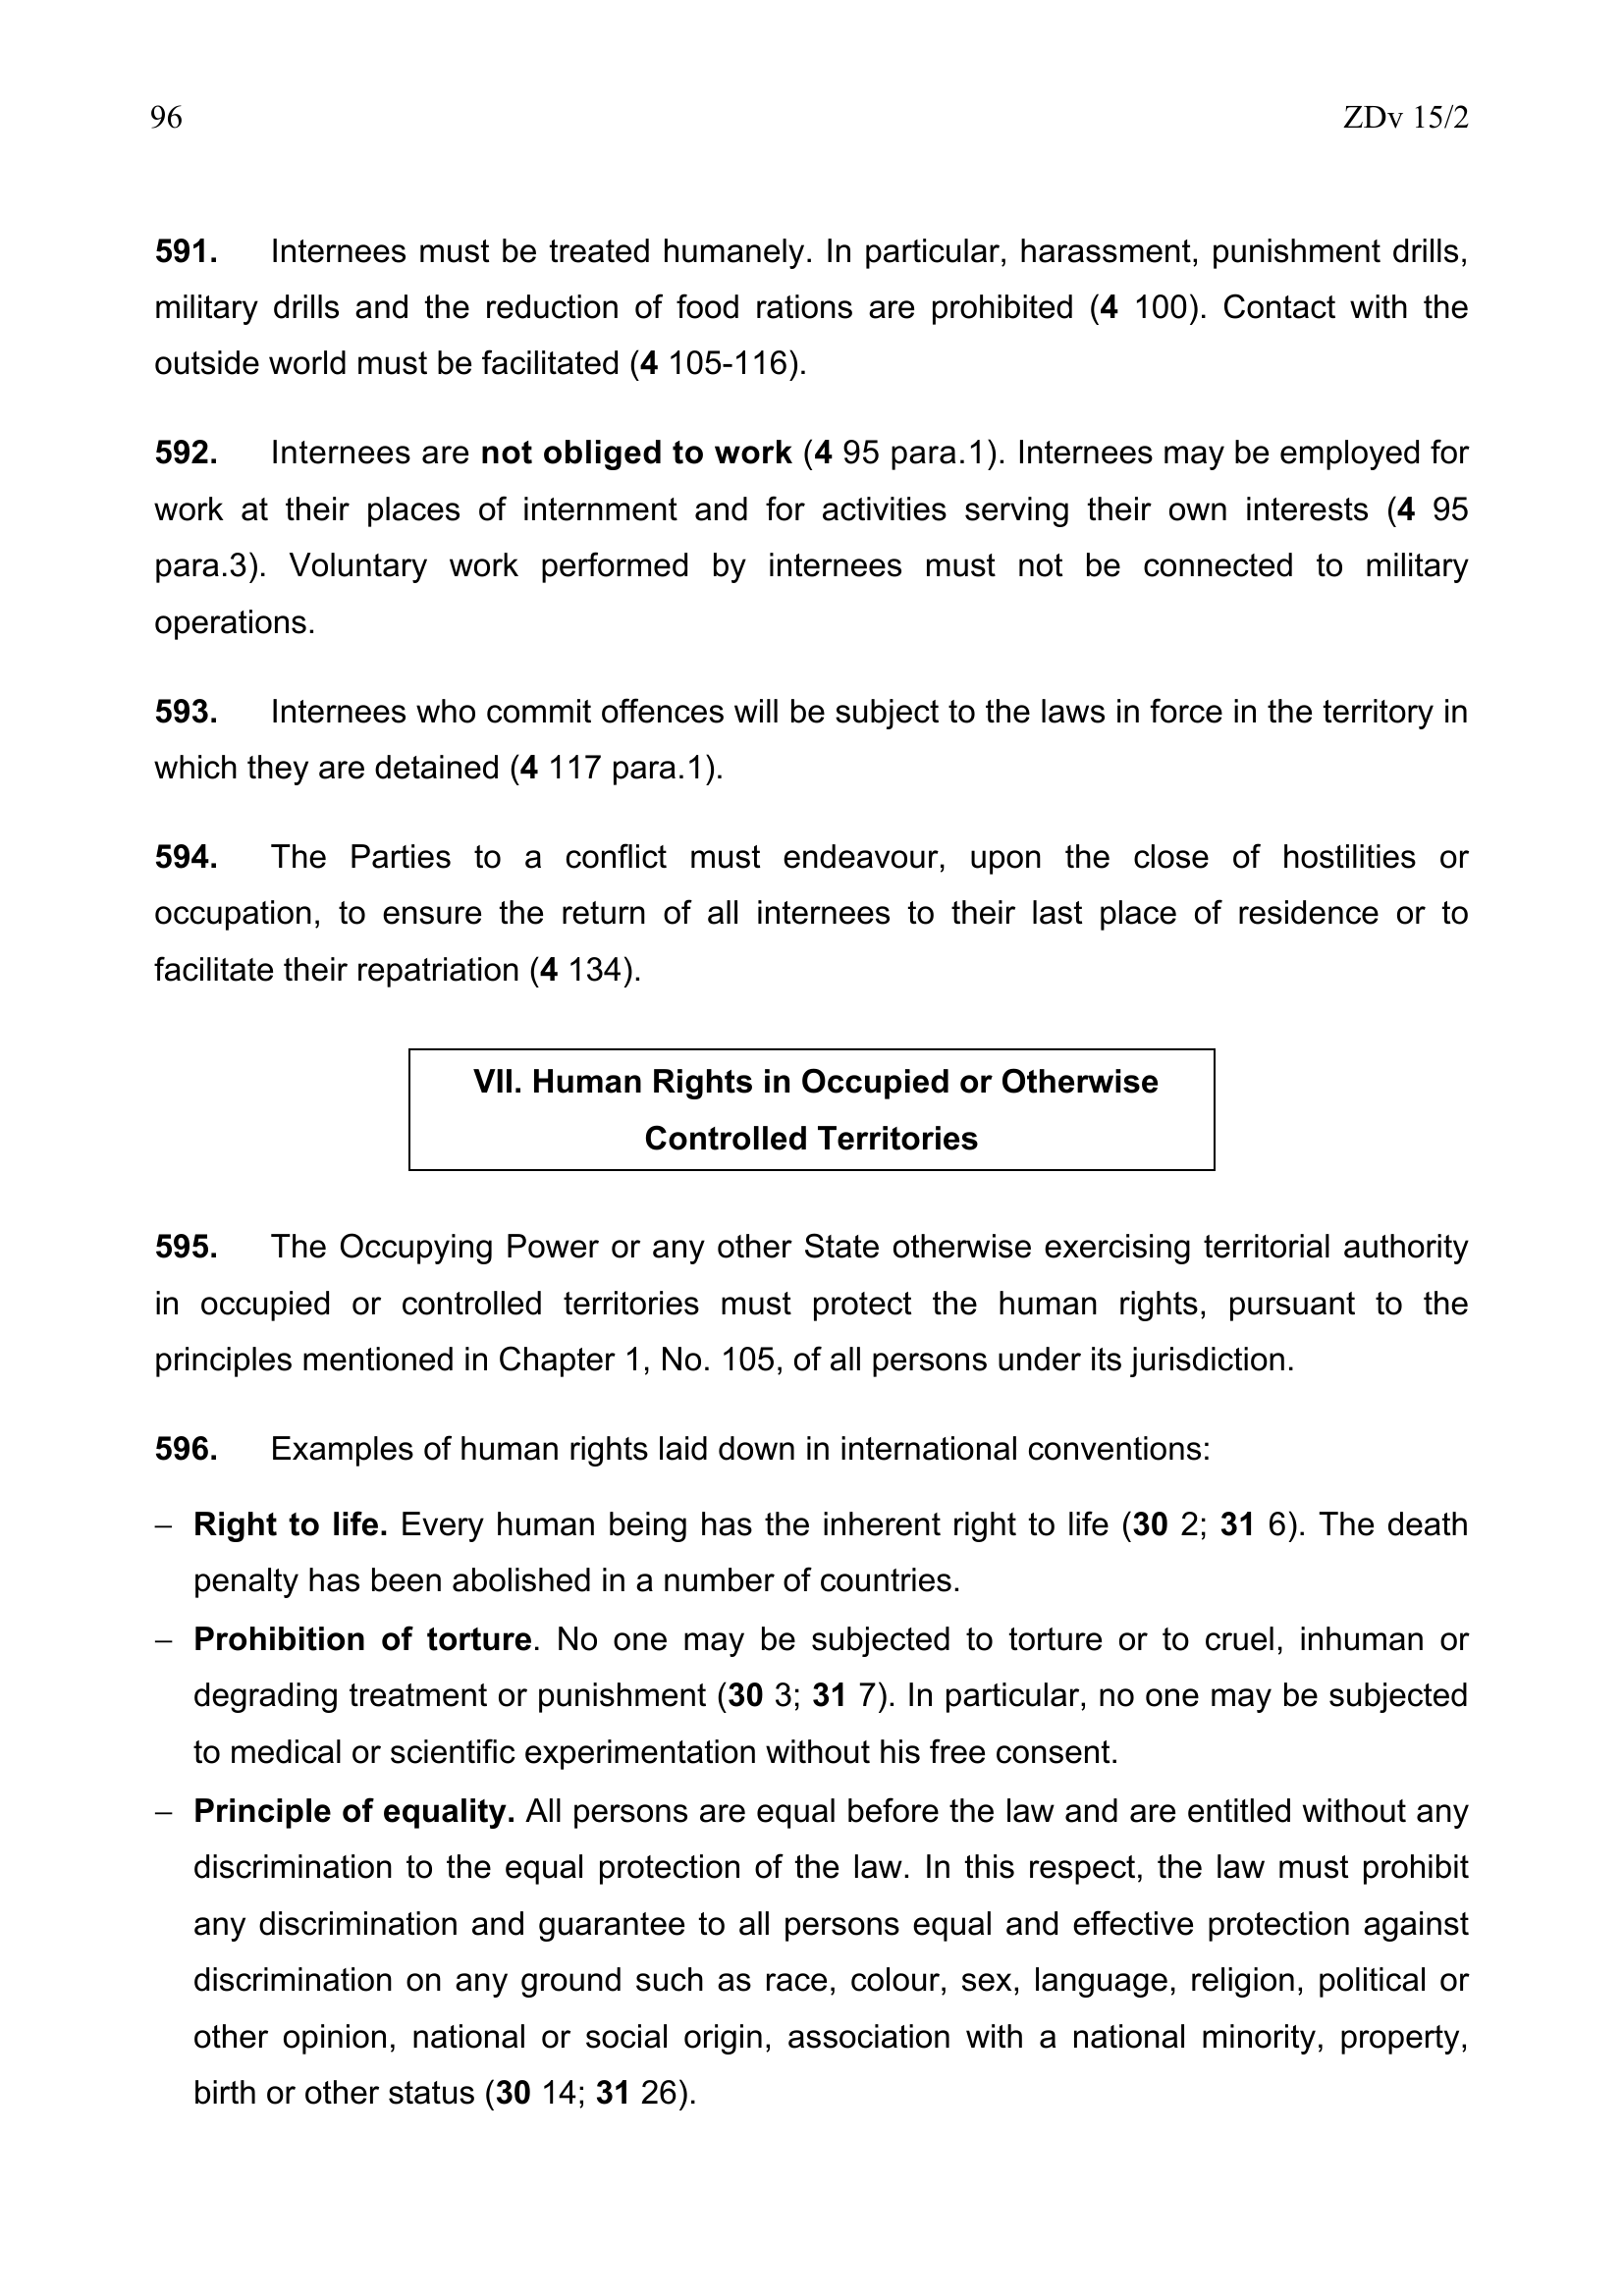 96 ZDv 15/2
591. Internees must be treated humanely. In particular, harassment, punishment drills,
military drills and the reduction of food rations are prohibited (4 100). Contact with the
outside world must be facilitated (4 105-116).
592. Internees are not obliged to work (4 95 para.1). Internees may be employed for
work at their places of internment and for activities serving their own interests (4 95
para.3). Voluntary work performed by internees must not be connected to military
operations.
593. Internees who commit offences will be subject to the laws in force in the territory in
which they are detained (4 117 para.1).
594. The Parties to a conflict must endeavour, upon the close of hostilities or
occupation, to ensure the return of all internees to their last place of residence or to
facilitate their repatriation (4 134).
VII. Human Rights in Occupied or Otherwise
Controlled Territories
595. The Occupying Power or any other State otherwise exercising territorial authority
in occupied or controlled territories must protect the human rights, pursuant to the
principles mentioned in Chapter 1, No. 105, of all persons under its jurisdiction.
596. Examples of human rights laid down in international conventions:
– Right to life. Every human being has the inherent right to life (30 2; 31 6). The death
penalty has been abolished in a number of countries.
– Prohibition of torture. No one may be subjected to torture or to cruel, inhuman or
degrading treatment or punishment (30 3; 31 7). In particular, no one may be subjected
to medical or scientific experimentation without his free consent.
– Principle of equality. All persons are equal before the law and are entitled without any
discrimination to the equal protection of the law. In this respect, the law must prohibit
any discrimination and guarantee to all persons equal and effective protection against
discrimination on any ground such as race, colour, sex, language, religion, political or
other opinion, national or social origin, association with a national minority, property,
birth or other status (30 14; 31 26).